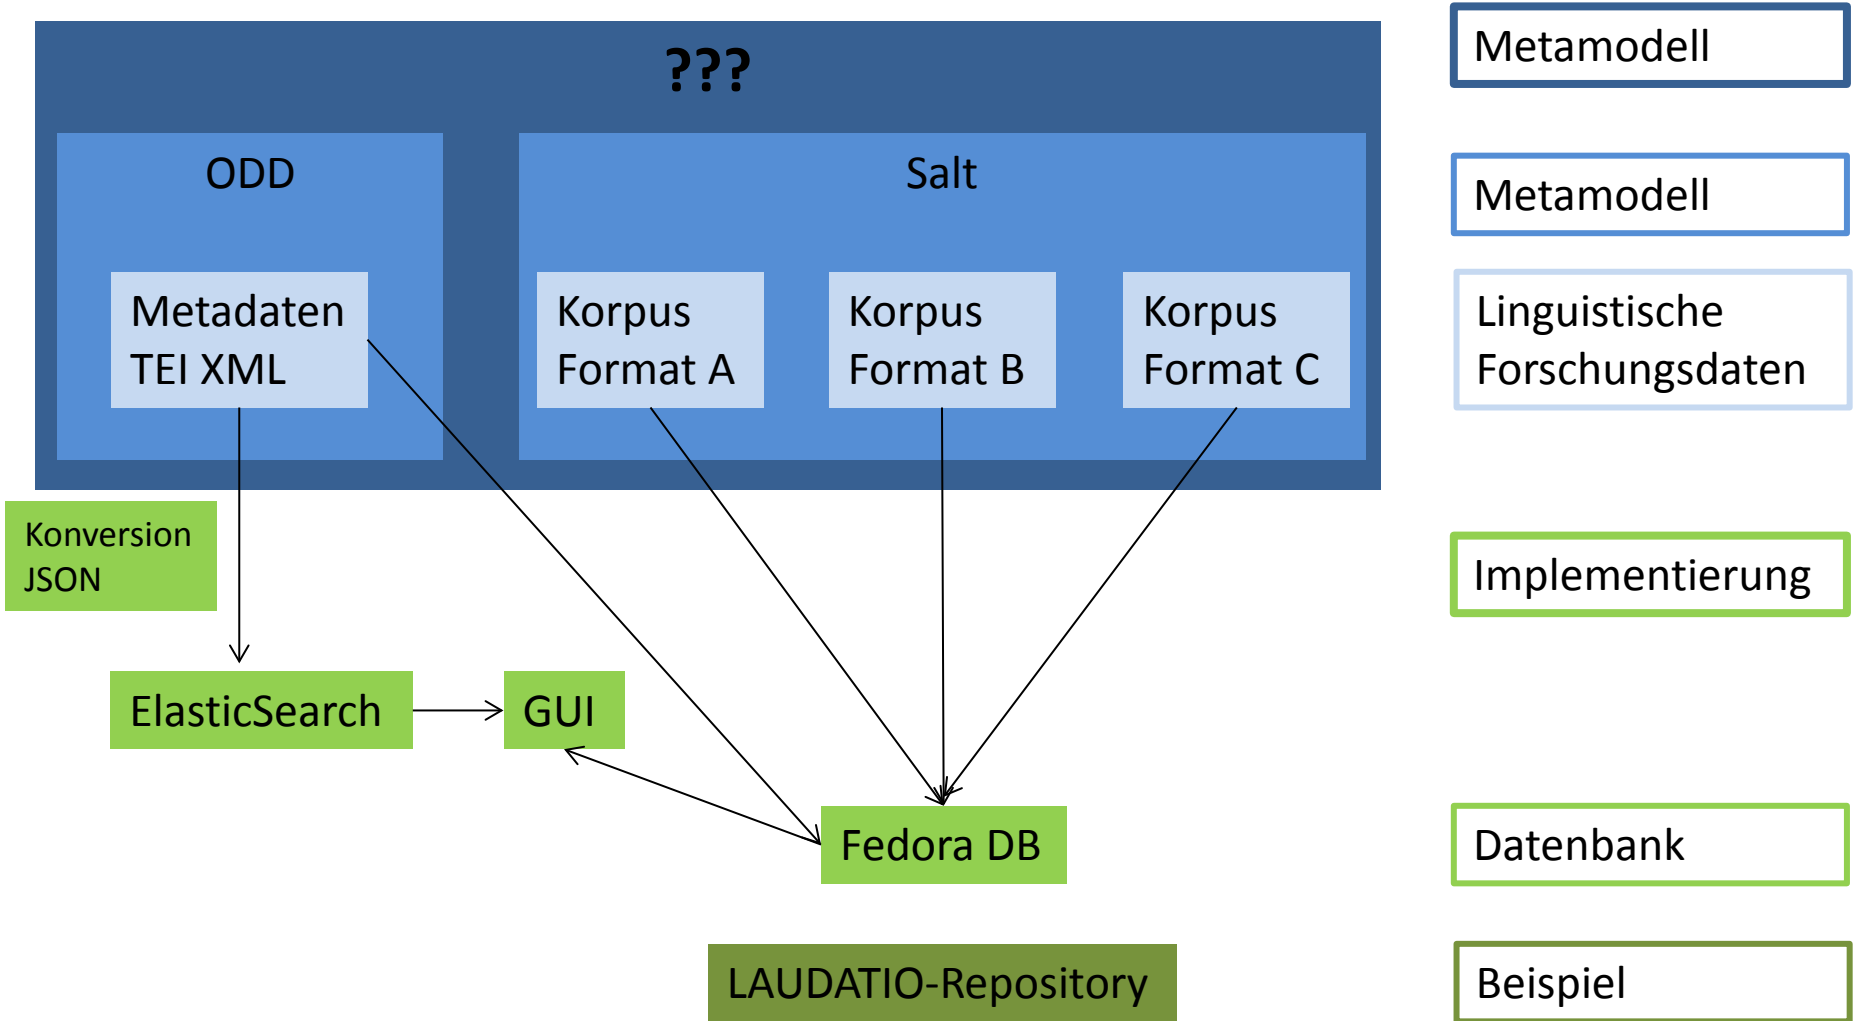 ???
Metamodell
ODD
Salt
Metamodell
Metadaten
TEI XML
Korpus
Format A
Korpus
Format B
Korpus
Format C
Linguistische
Forschungsdaten
Konversion
JSON
Implementierung
ElasticSearch
GUI
Fedora DB
Datenbank
LAUDATIO-Repository
Beispiel